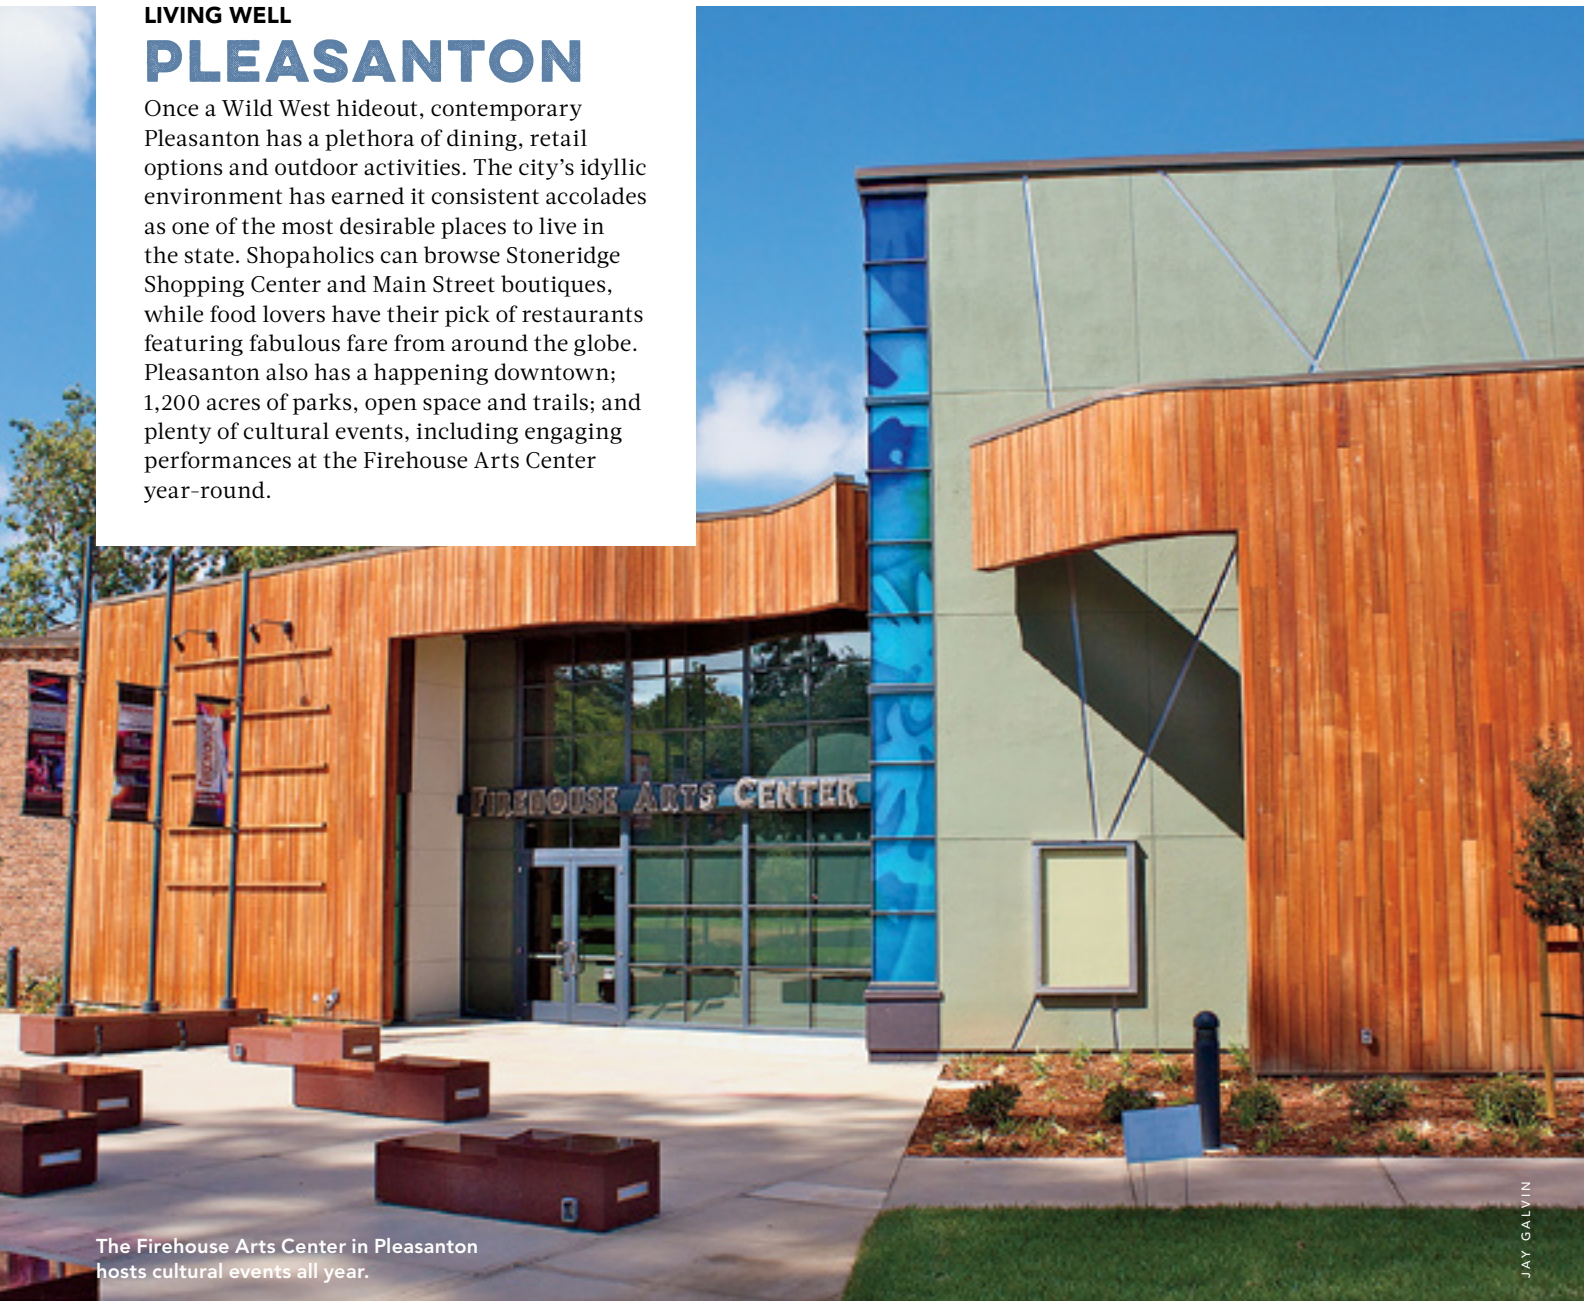 LIVING WELL
PLEASANTON
Once a Wild West hideout, contemporary
Pleasanton has a plethora of dining, retail
options and outdoor activities. The city’s idyllic
environment has earned it consistent accolades
as one of the most desirable places to live in
the state. Shopaholics can browse Stoneridge
Shopping Center and Main Street boutiques,
while food lovers have their pick of restaurants
featuring fabulous fare from around the globe.
Pleasanton also has a happening downtown;
1,200 acres of parks, open space and trails; and
plenty of cultural events, including engaging
performances at the Firehouse Arts Center
year-round.
FIREHOUSE ARTS CENTER
The Firehouse Arts Center in Pleasanton
hosts cultural events all year.
JAY GALVIN